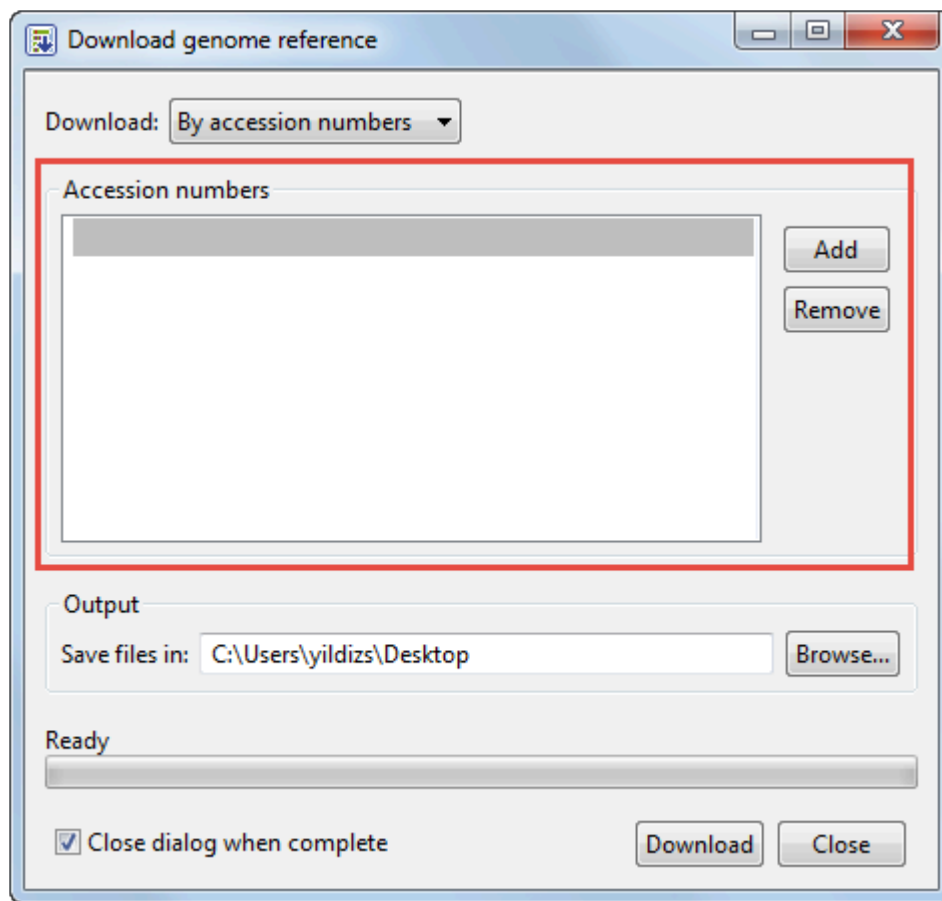 Download genome reference
Download: By accession numbers
Accession numbers
Add
Remove
Output
Save files in: C:\Users\yildizs\Desktop Browse...
Ready
Close dialog when complete Download Close